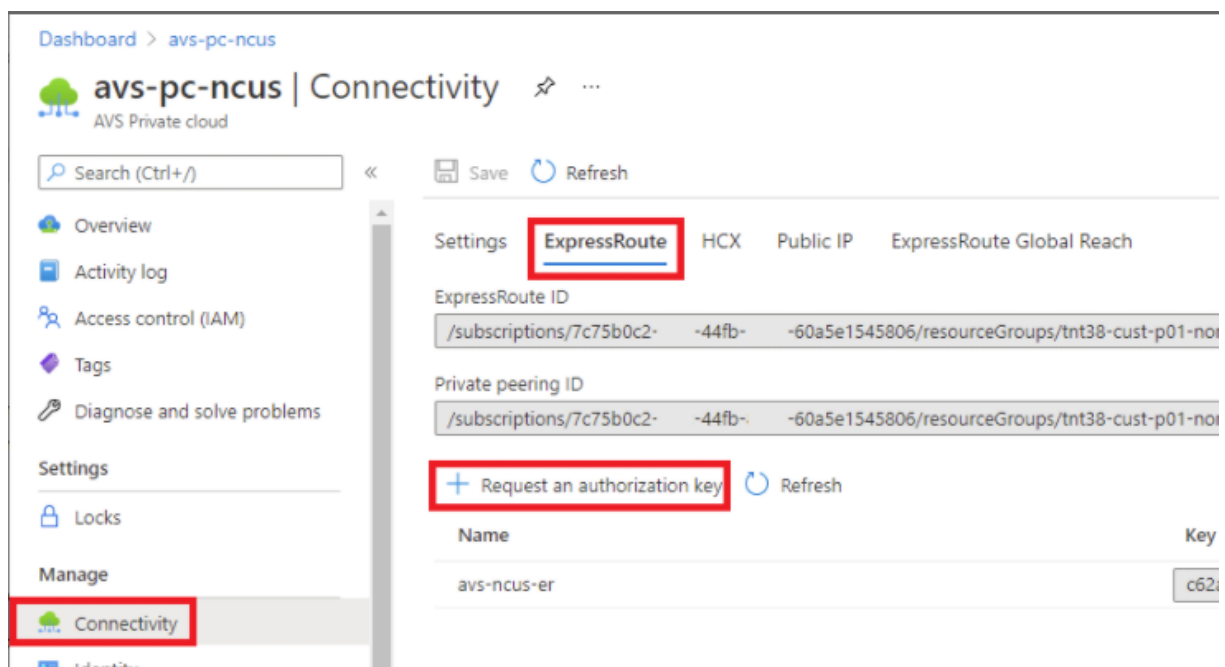 Dashboard > avs-pc-ncus
avs-pc-ncus | Connectivity ...
AVS Private cloud
Search (Ctrl+/)
«
Save Refresh
Overview
Activity log
Access control (IAM)
Tags
Diagnose and solve problems
Settings
Locks
Manage
Connectivity
Identity
Settings ExpressRoute HCX Public IP ExpressRoute Global Reach
ExpressRoute ID
/subscriptions/7c75b0c2- -44fb- -60a5e1545806/resourceGroups/tnt38-cust-p01-nor
Private peering ID
/subscriptions/7c75b0c2- -44fb- -60a5e1545806/resourceGroups/tnt38-cust-p01-nor
+ Request an authorization key Refresh
Name Key
avs-ncus-er c62a